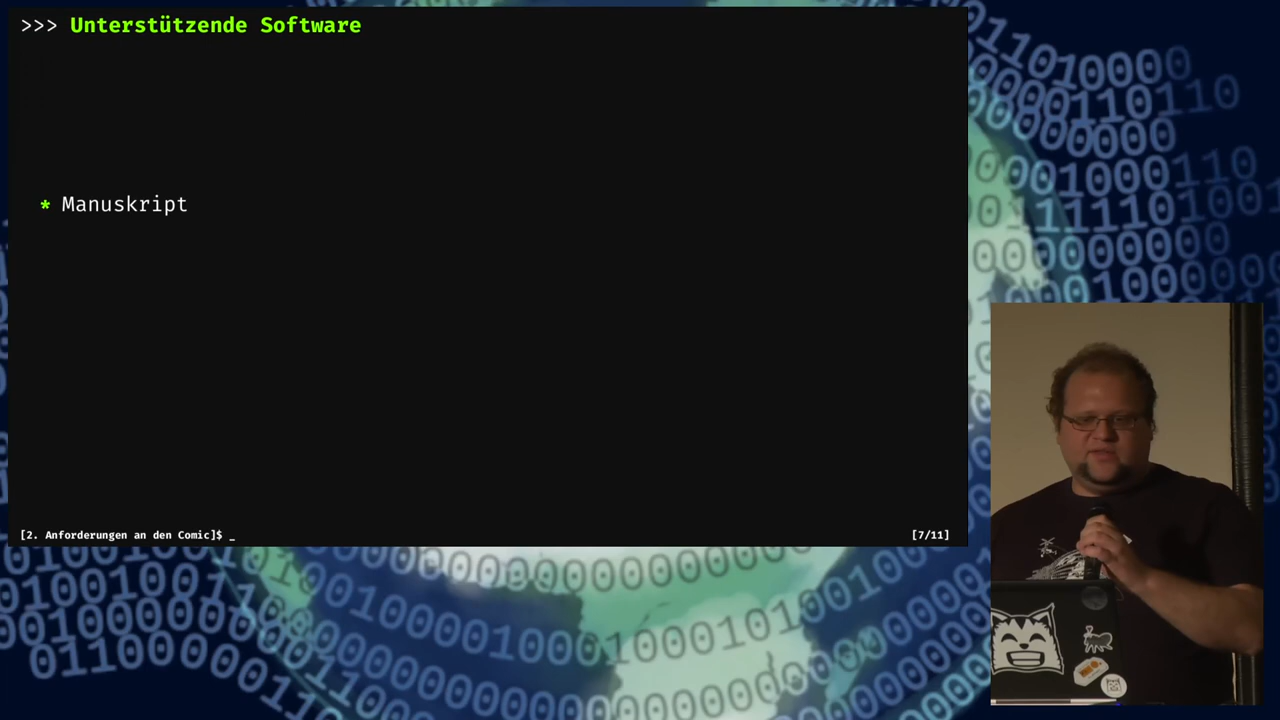 >>> Unterstützende Software
* Manuskript
[2. Anforderungen an den Comic]$ _
[7/11]